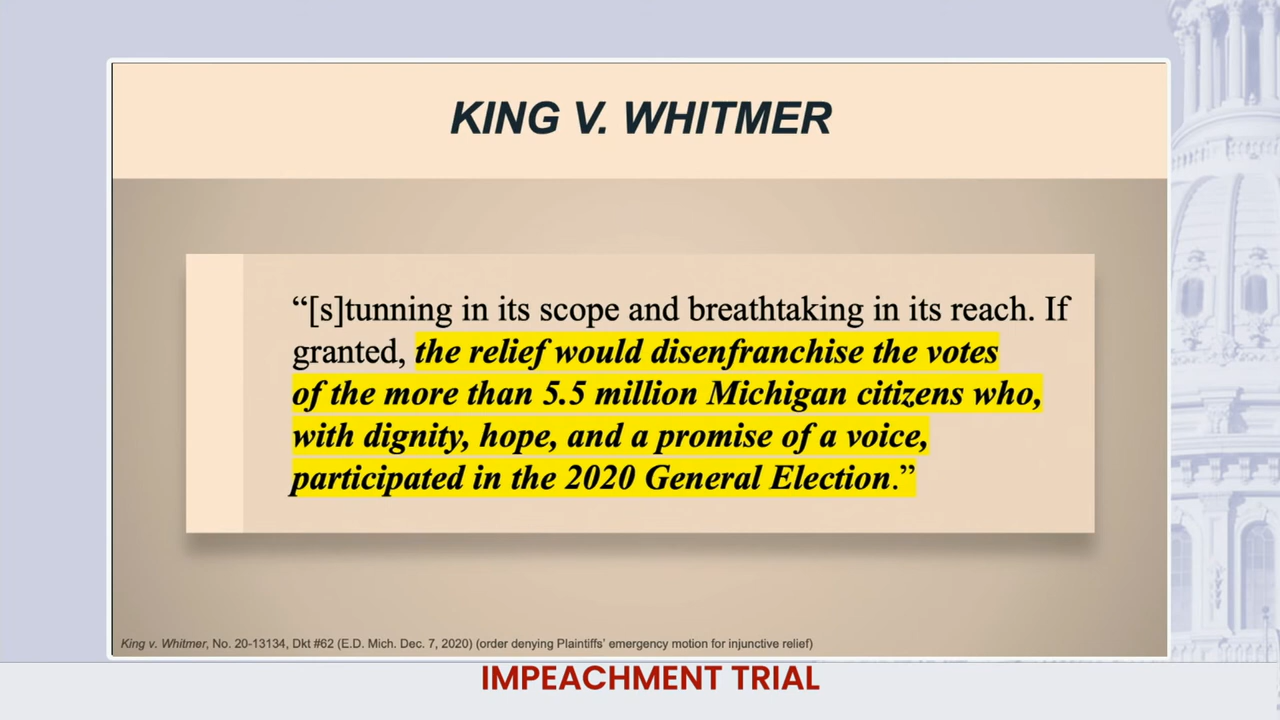 KING V. WHITMER
“[s]tunning in its scope and breathtaking in its reach. If
granted, the relief would disenfranchise the votes
of the more than 5.5 million Michigan citizens who,
with dignity, hope, and a promise of a voice,
participated in the 2020 General Election.”
King v. Whitmer, No. 20-13134, Dkt #62 (E.D. Mich. Dec. 7, 2020) (order denying Plaintiffs’ emergency motion for injunctive relief)
IMPEACHMENT TRIAL